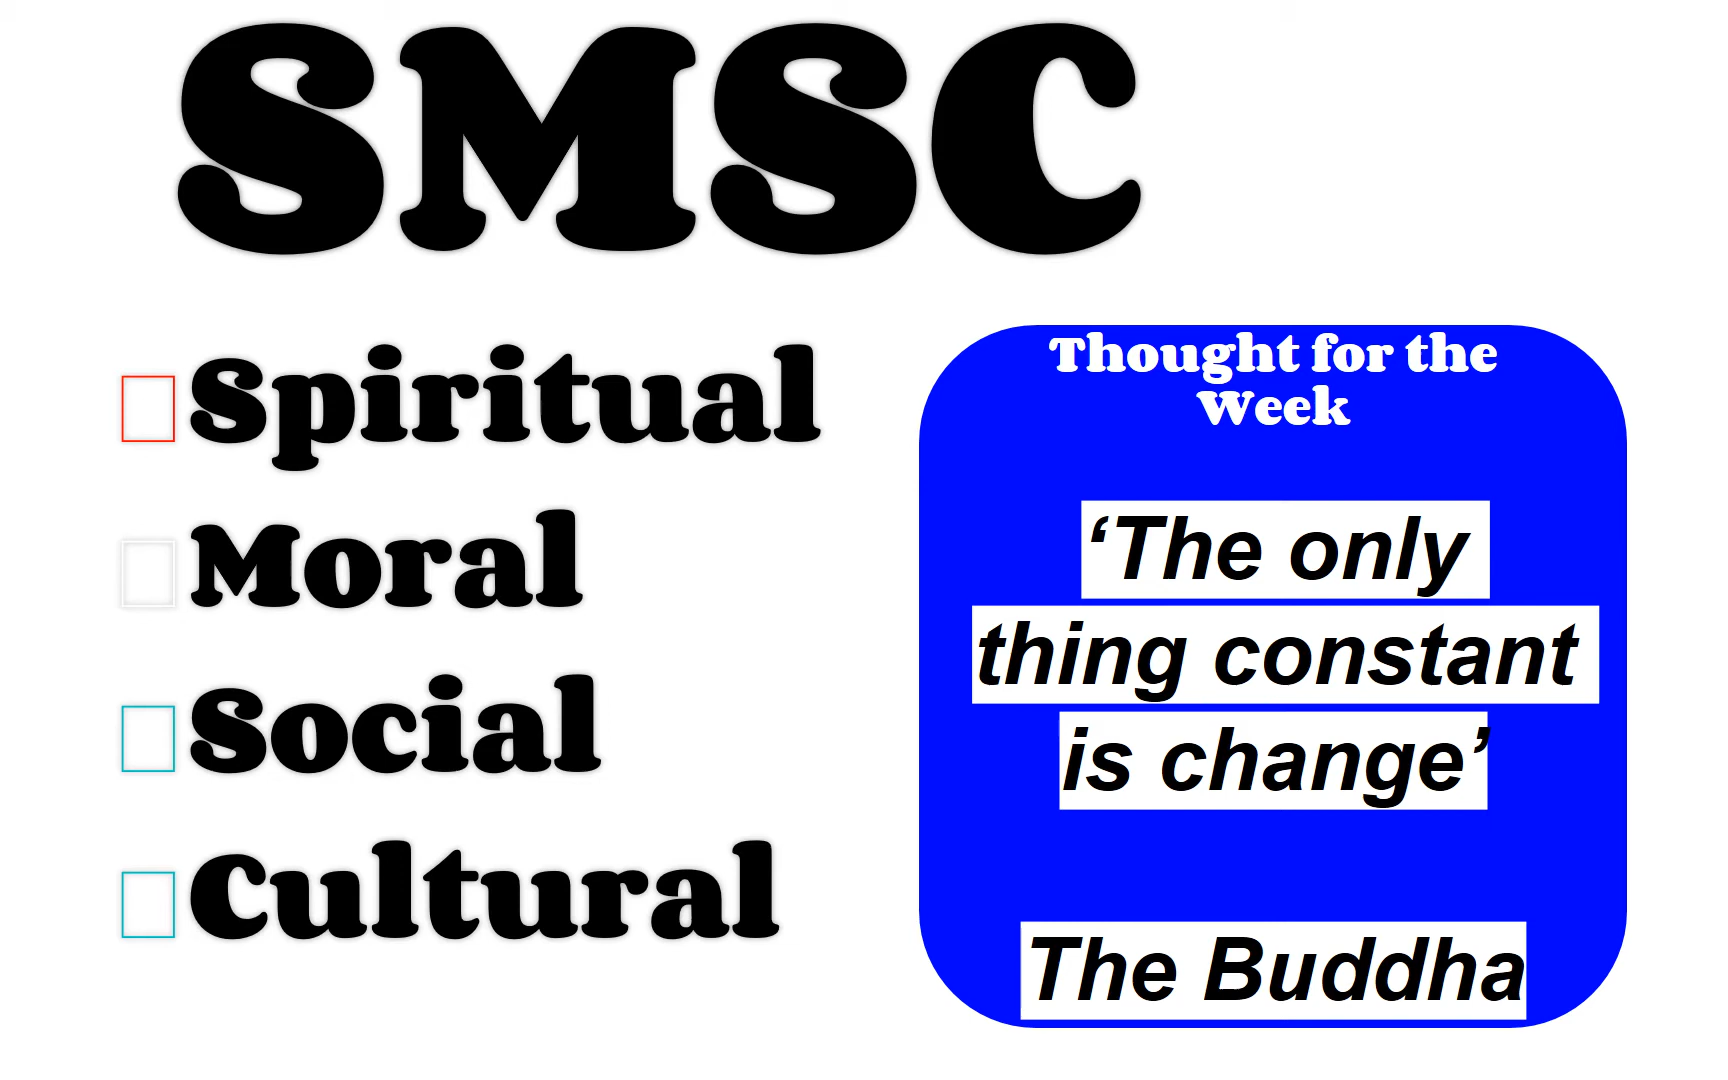 SMSC
Spiritual
Moral
Social
Cultural
Thought for the
Week
‘The only
thing constant
is change’
The Buddha